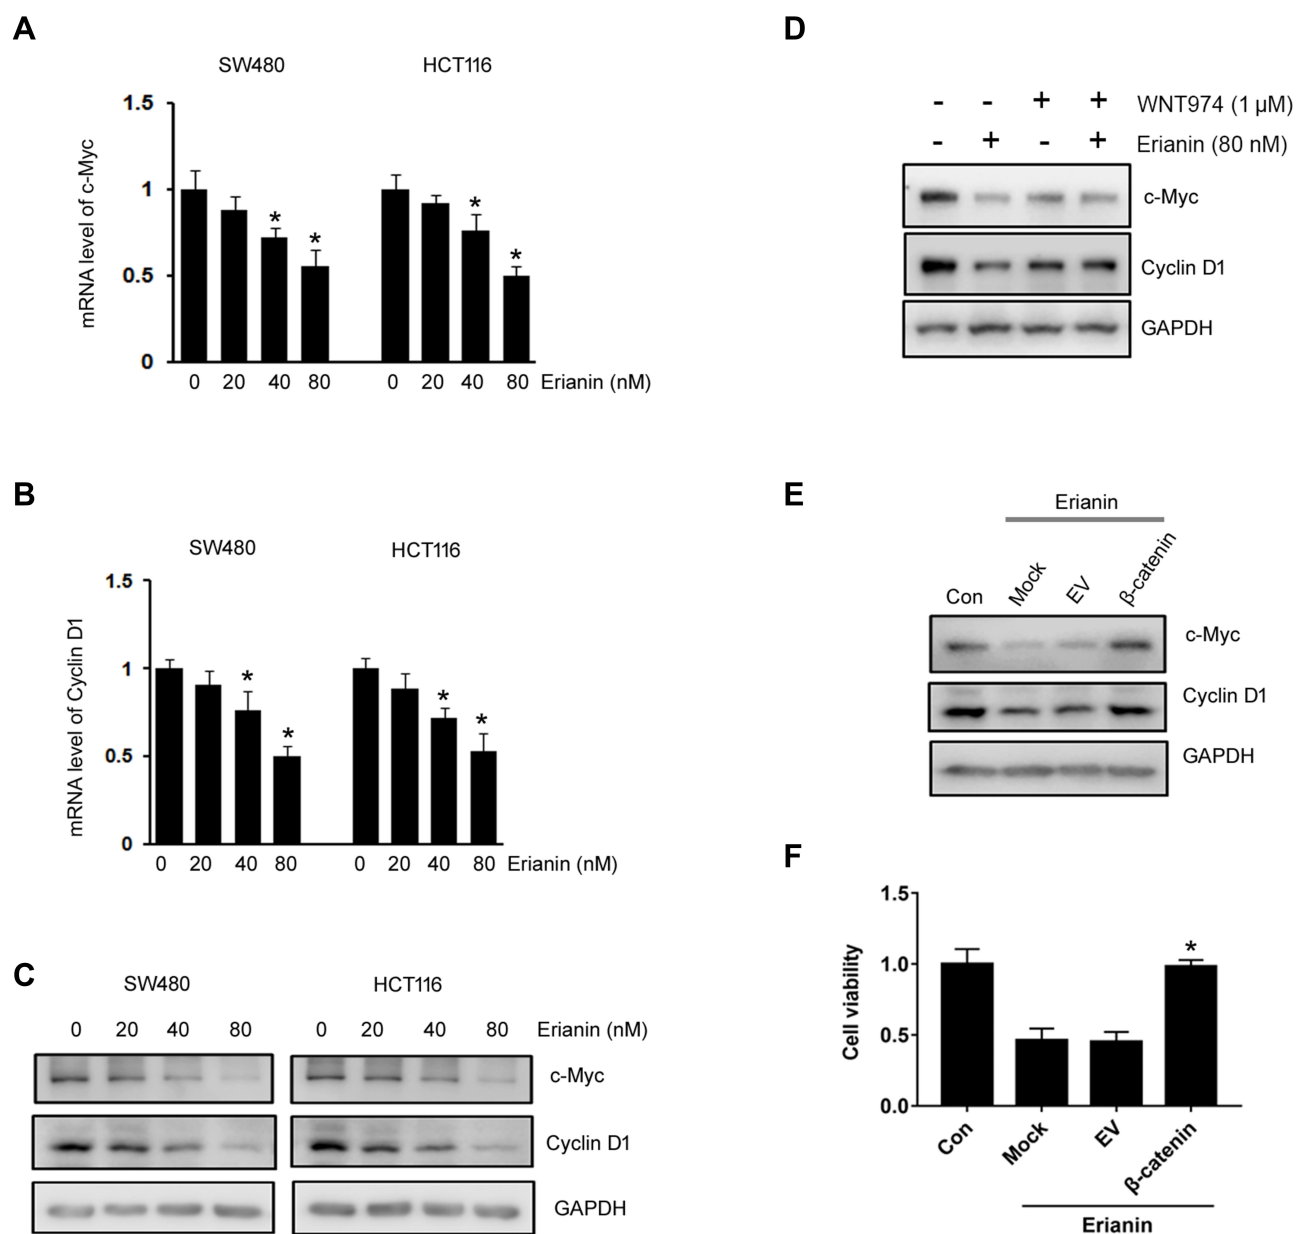 A
SW480 HCT116
mRNA level of c-Myc
1.5
1
0.5
0
* * * *
0 20 40 80 0 20 40 80 Erianin (nM)
B
SW480 HCT116
mRNA level of Cyclin D1
1.5
1
0.5
0
* * * *
0 20 40 80 0 20 40 80 Erianin (nM)
C
SW480 HCT116
0 20 40 80 0 20 40 80 Erianin (nM)
c-Myc
Cyclin D1
GAPDH
D
- - + + WNT974 (1 μM)
- + - + Erianin (80 nM)
c-Myc
Cyclin D1
GAPDH
E
Erianin
Con Mock EV β-catenin
c-Myc
Cyclin D1
GAPDH
F
Cell viability
1.5
1.0
0.5
0.0
*
Con Mock EV β-catenin
Erianin